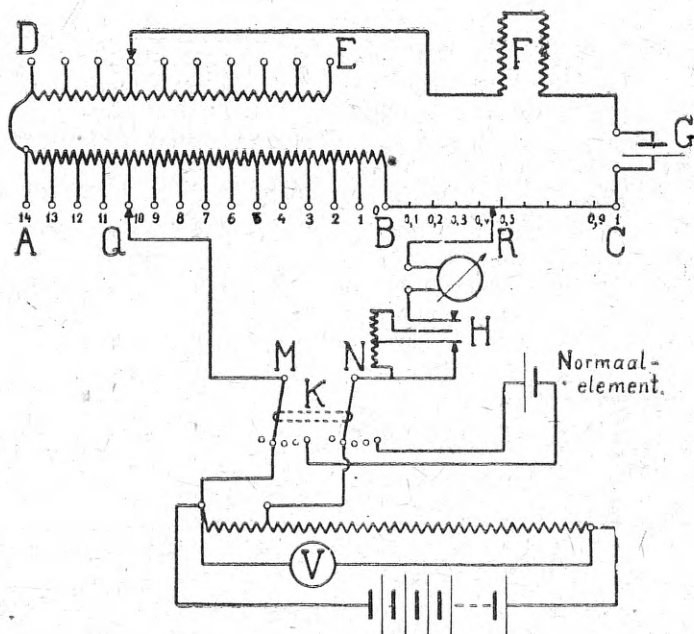 D E F G
14 13 12 11 10 9 8 7 6 5 4 3 2 1 0
0,1 0,2 0,3 0,4 0,5 0,9 1
A Q B R C
H
M N
K
Normaal-
element.
V